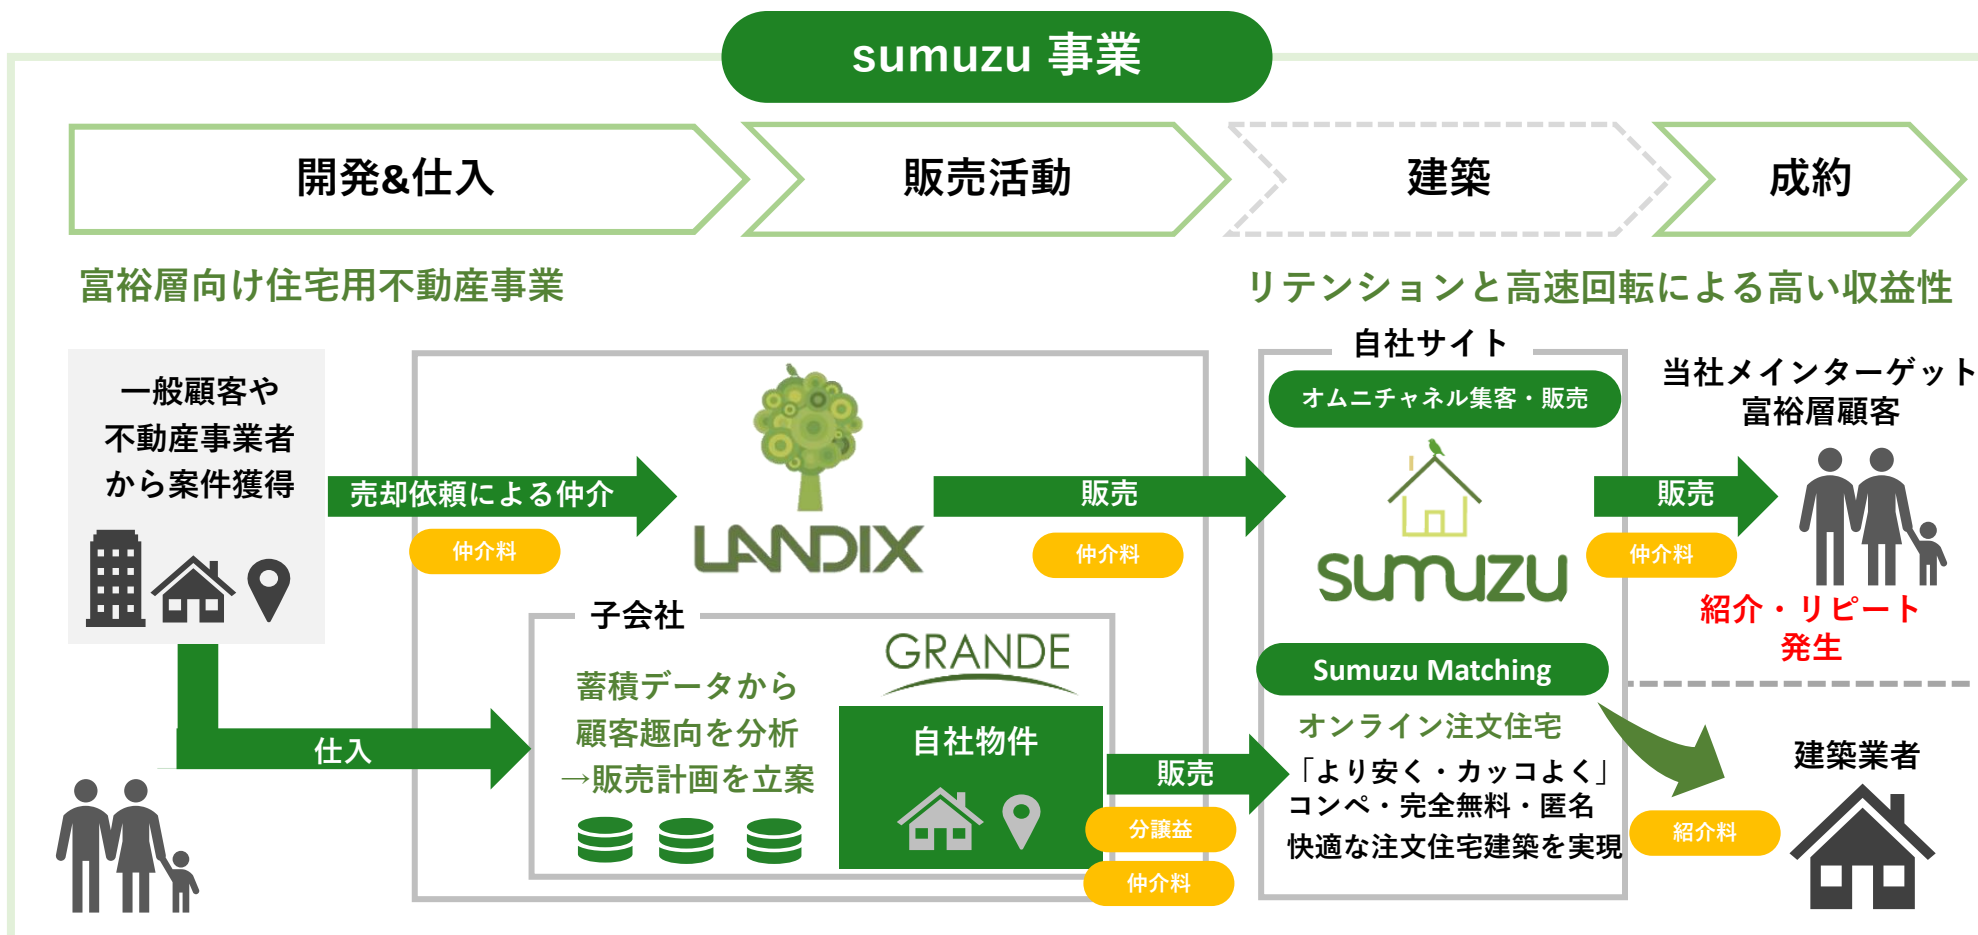 sumuzu 事業
開発&仕入
販売活動
建築
成約
富裕層向け住宅用不動産事業
リテンションと高速回転による高い収益性
一般顧客や
不動産事業者
から案件獲得
売却依頼による仲介
仲介料
LANDIX
販売
仲介料
自社サイト
オムニチャネル集客・販売
sumuzu
販売
仲介料
当社メインターゲット
富裕層顧客
紹介・リピート
発生
仕入
子会社
蓄積データから
顧客趣向を分析
→販売計画を立案
GRANDE
自社物件
販売
分譲益
仲介料
Sumuzu Matching
オンライン注文住宅
「より安く・カッコよく」
コンペ・完全無料・匿名
快適な注文住宅建築を実現
紹介料
建築業者